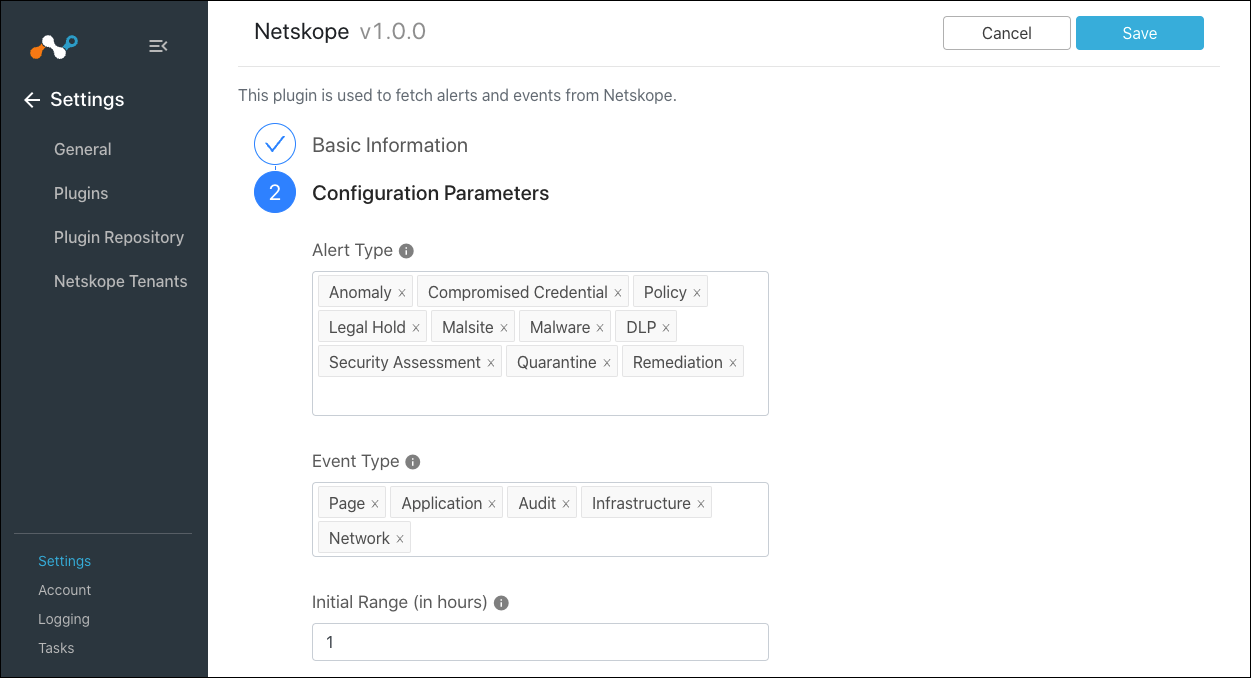 Settings
General
Plugins
Plugin Repository
Netskope Tenants
Settings
Account
Logging
Tasks
Netskope v1.0.0
Cancel
Save
This plugin is used to fetch alerts and events from Netskope.
Basic Information
2 Configuration Parameters
Alert Type
Anomaly × Compromised Credential × Policy ×
Legal Hold × Malsite × Malware × DLP ×
Security Assessment × Quarantine × Remediation ×
Event Type
Page × Application × Audit × Infrastructure ×
Network ×
Initial Range (in hours)
1